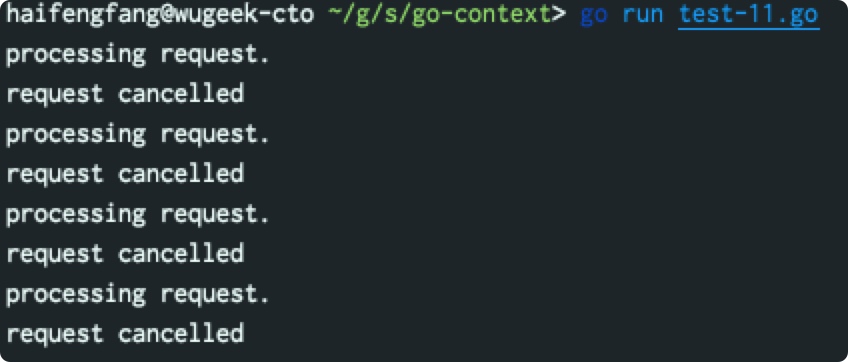 haifengfang@wugeek-cto ~/g/s/go-context> go run test-11.go
processing request.
request cancelled
processing request.
request cancelled
processing request.
request cancelled
processing request.
request cancelled